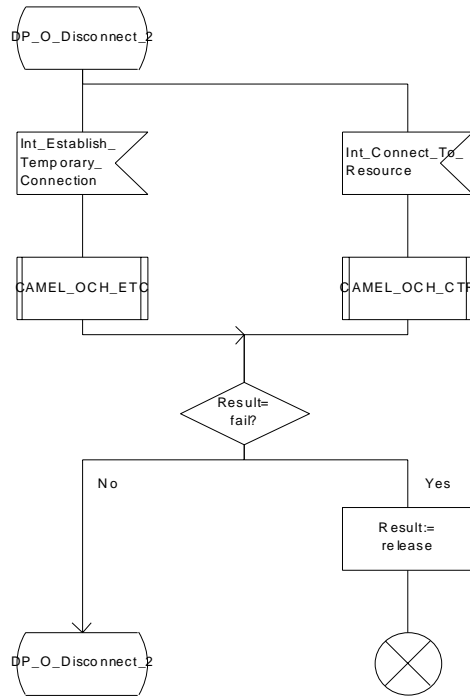 DP_O_Disconnect_2
Int_Establish_
Temporary_
Connection
Int_Connect_To_
Resource
CAMEL_OCH_ETC
CAMEL_OCH_CTR
Result=
fail?
No
Yes
Result:=
release
DP_O_Disconnect_2